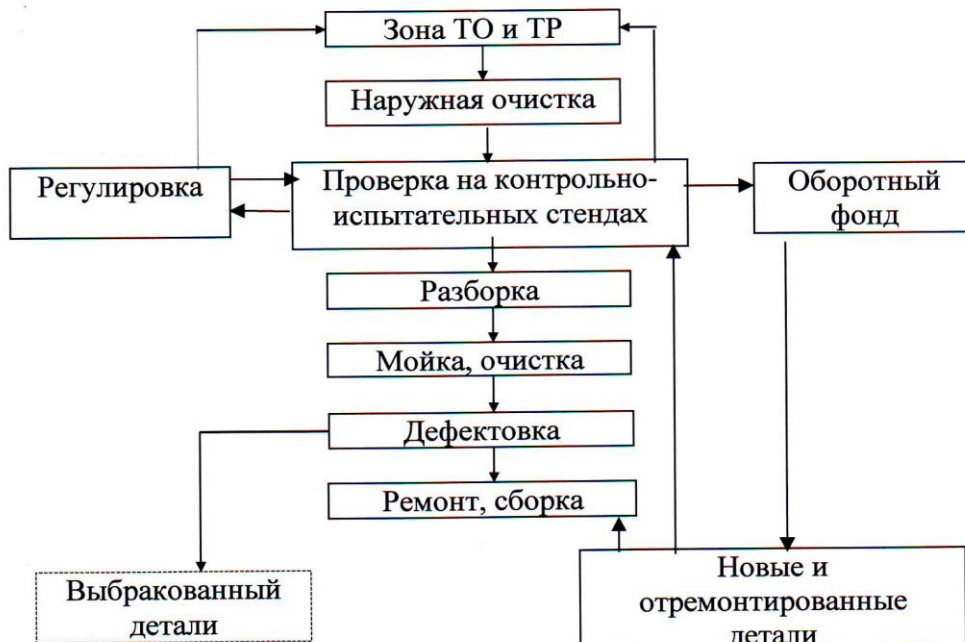 Зона ТО и ТР
Наружная очистка
Регулировка
Проверка на контрольно-
испытательных стендах
Оборотный
фонд
Разборка
Мойка, очистка
Дефектовка
Ремонт, сборка
Выбракованный
детали
Новые и
отремонтированные
детали